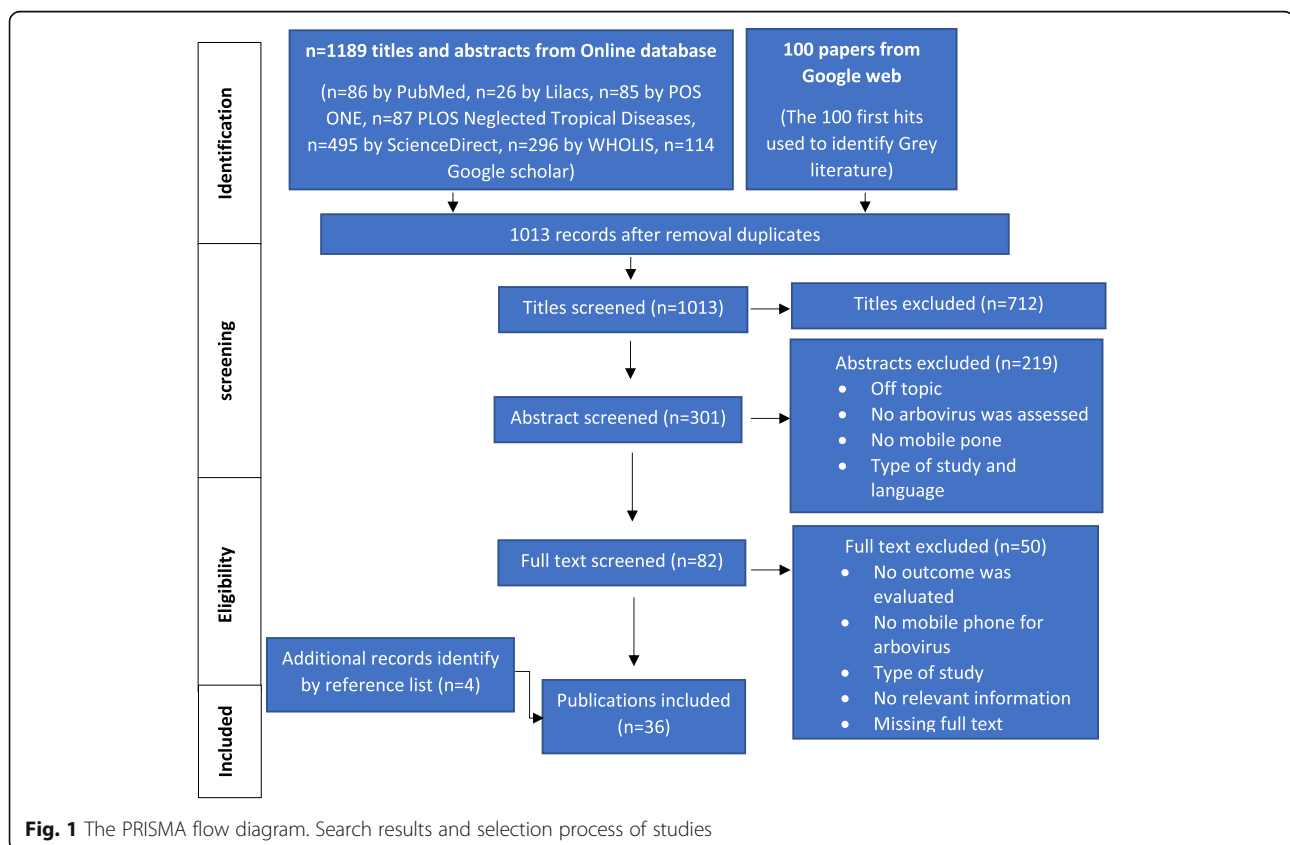 Identification
n=1189 titles and abstracts from Online database
(n=86 by PubMed, n=26 by Lilacs, n=85 by POS
ONE, n=87 PLOS Neglected Tropical Diseases,
n=495 by ScienceDirect, n=296 by WHOLIS, n=114
Google scholar)
100 papers from
Google web
(The 100 first hits
used to identify Grey
literature)
1013 records after removal duplicates
screening
Titles screened (n=1013)
Titles excluded (n=712)
Abstract screened (n=301)
Abstracts excluded (n=219)
• Off topic
• No arbovirus was assessed
• No mobile pone
• Type of study and
language
Eligibility
Full text screened (n=82)
Full text excluded (n=50)
• No outcome was
evaluated
• No mobile phone for
arbovirus
• Type of study
• No relevant information
• Missing full text
Additional records identify
by reference list (n=4)
Included
Publications included
(n=36)
Fig. 1 The PRISMA flow diagram. Search results and selection process of studies